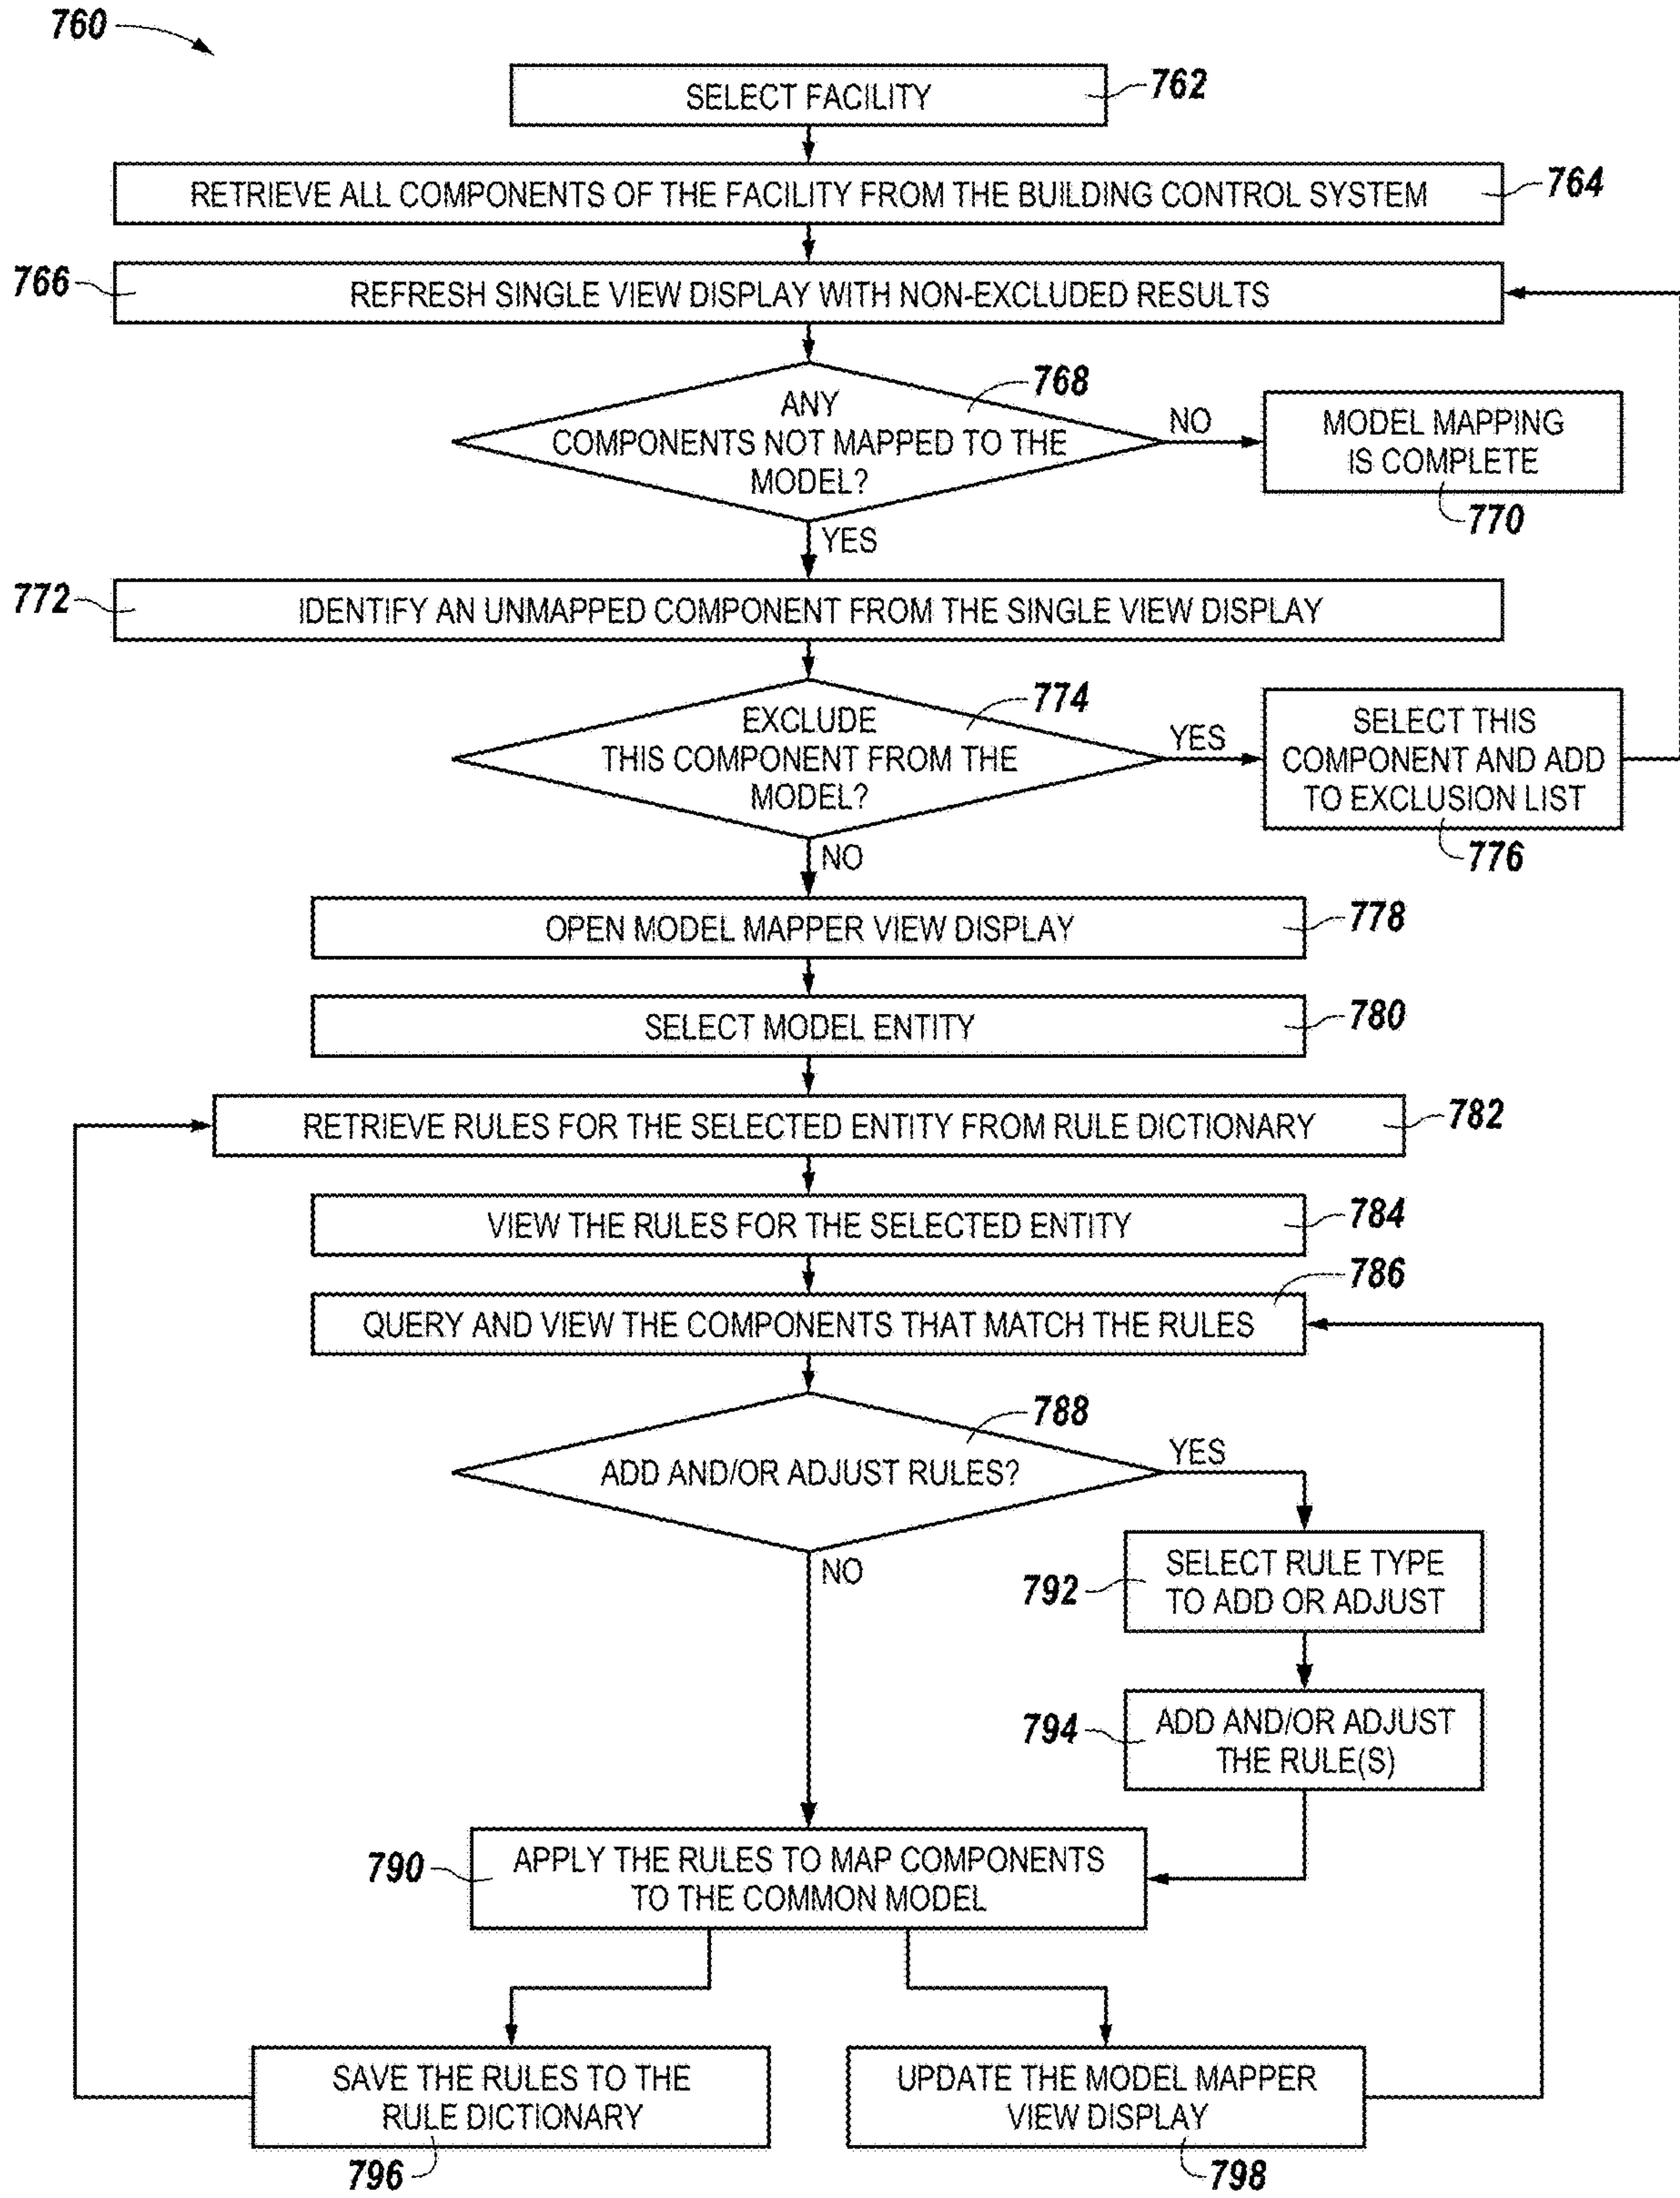 760
SELECT FACILITY
762
RETRIEVE ALL COMPONENTS OF THE FACILITY FROM THE BUILDING CONTROL SYSTEM
764
766
REFRESH SINGLE VIEW DISPLAY WITH NON-EXCLUDED RESULTS
768
ANY
COMPONENTS NOT MAPPED TO THE
MODEL?
NO
MODEL MAPPING
IS COMPLETE
770
YES
772
IDENTIFY AN UNMAPPED COMPONENT FROM THE SINGLE VIEW DISPLAY
774
EXCLUDE
THIS COMPONENT FROM THE
MODEL?
YES
SELECT THIS
COMPONENT AND ADD
TO EXCLUSION LIST
776
NO
OPEN MODEL MAPPER VIEW DISPLAY
778
SELECT MODEL ENTITY
780
RETRIEVE RULES FOR THE SELECTED ENTITY FROM RULE DICTIONARY
782
VIEW THE RULES FOR THE SELECTED ENTITY
784
786
QUERY AND VIEW THE COMPONENTS THAT MATCH THE RULES
788
ADD AND/OR ADJUST RULES?
YES
NO
792
SELECT RULE TYPE
TO ADD OR ADJUST
794
ADD AND/OR ADJUST
THE RULE(S)
790
APPLY THE RULES TO MAP COMPONENTS
TO THE COMMON MODEL
SAVE THE RULES TO THE
RULE DICTIONARY
796
UPDATE THE MODEL MAPPER
VIEW DISPLAY
798